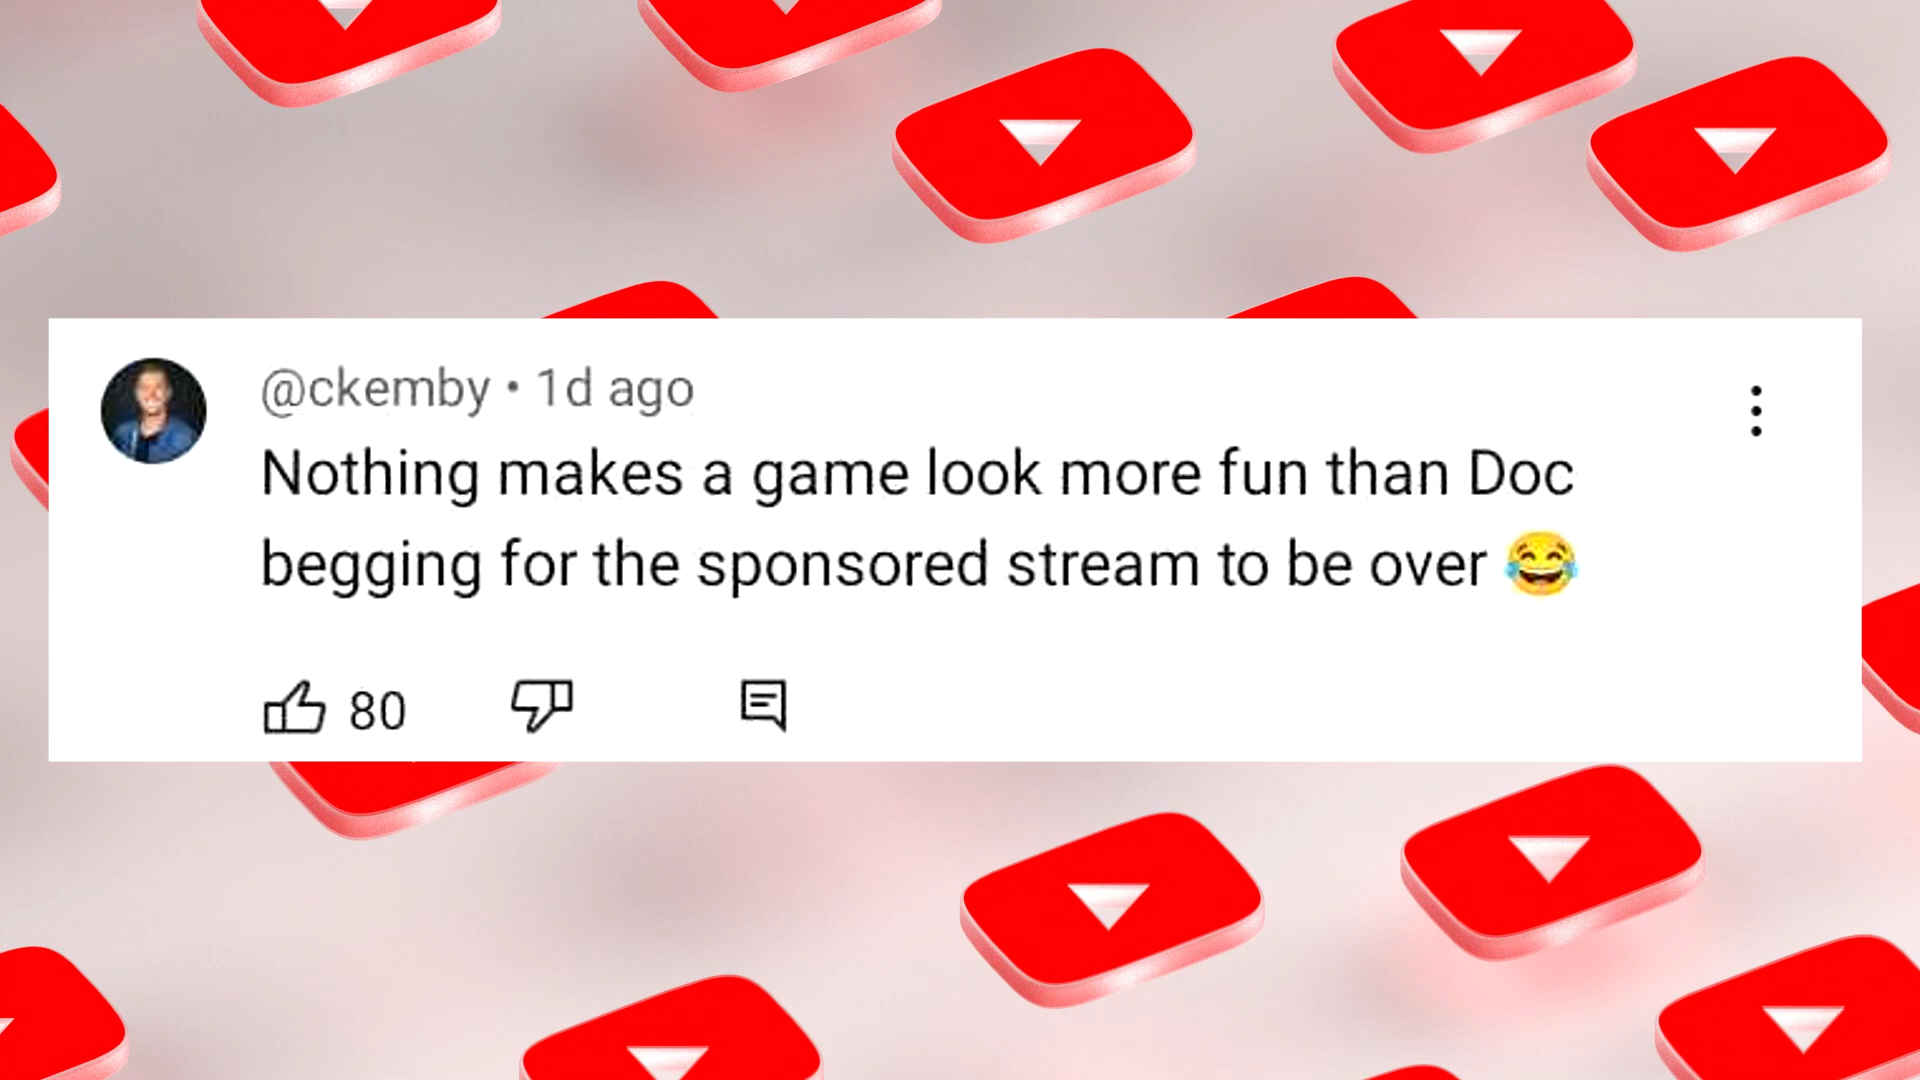 @ckemby • 1d ago
Nothing makes a game look more fun than Doc
begging for the sponsored stream to be over 😂
80